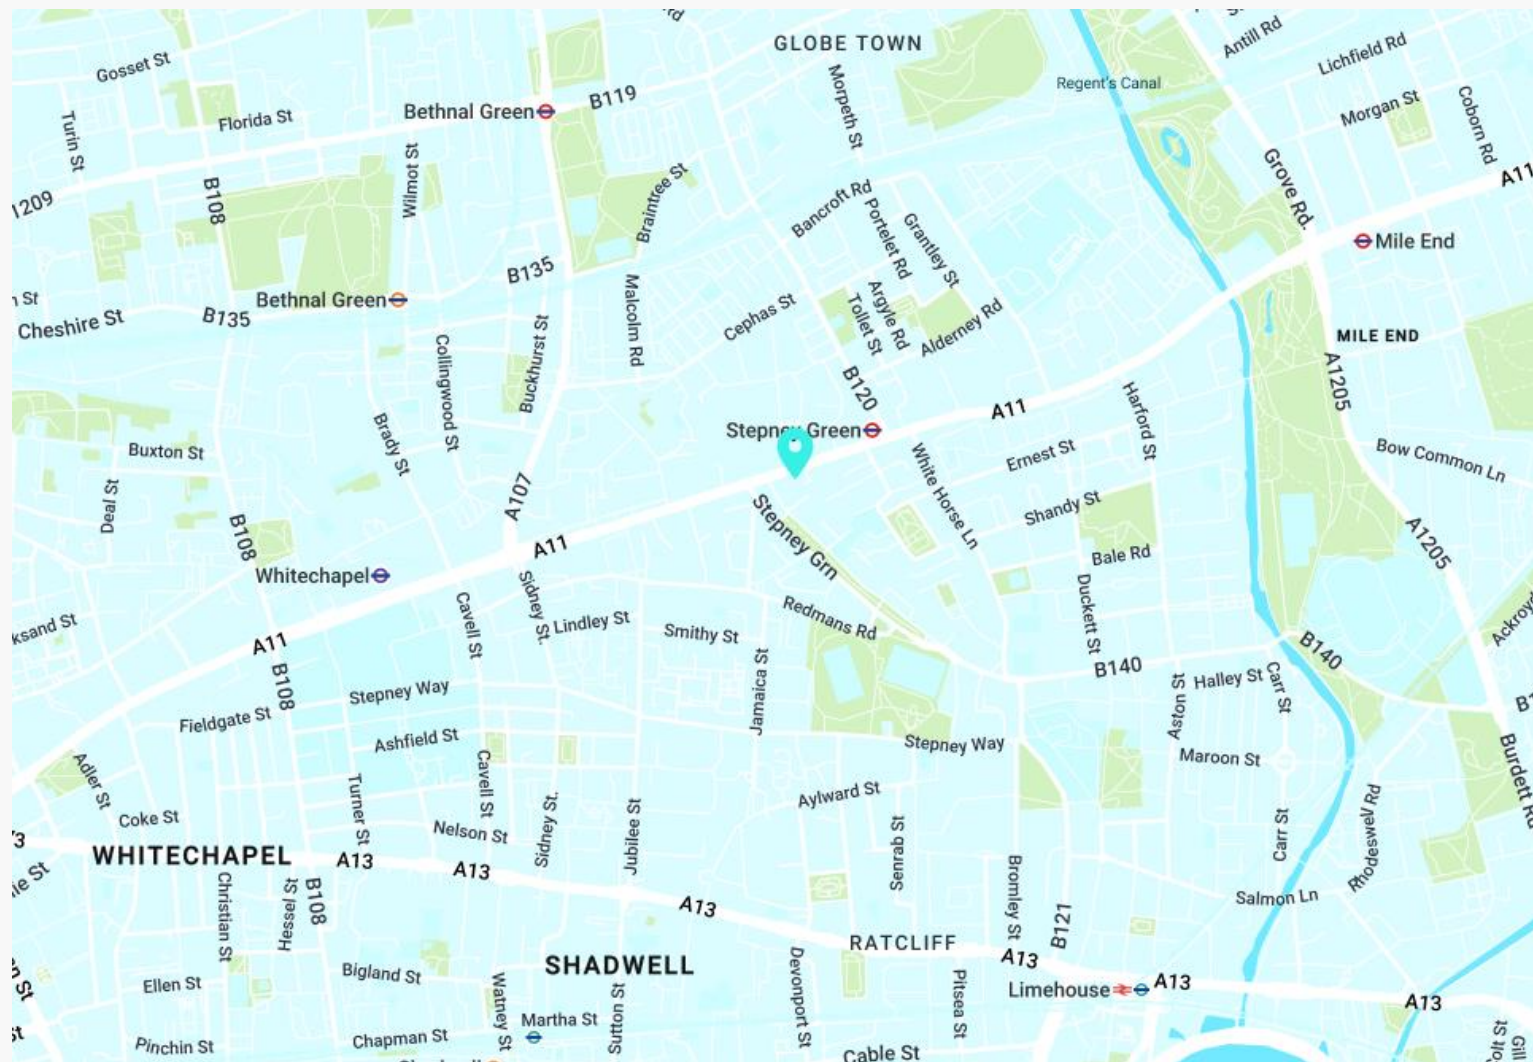 GLOBE TOWN
Antill Rd
Gosset St
Lichfield Rd
Regent's Canal
Morpeth St
B119
Bethnal Green
Morgan St
Coborn Rd
Florida St
Turin St
Wilmot St
B108
1209
Grove Rd.
A11
Braintree St
Bancroft Rd
Portelet Rd
Grantley St
Mile End
B135
Bethnal Green
Cheshire St
B135
Malcolm Rd
Cephas St
Argyle Rd
Tollet St
Alderney Rd
MILE END
Collingwood St
Buckhurst St
B120
A1205
A11
Harford St
Stepney Green
Brady St
Buxton St
Ernest St
White Horse Ln
Bow Common Ln
Deal St
A107
Shandy St
Stepney Grn
B108
A11
A1205
Bale Rd
Whitechapel
Sidney St.
Cavell St
Lindley St
Smithy St
Redmans Rd
Duckett St
A11
B140
B140
Jamaica St
B108
Stepney Way
Halley St
Carr St
Aston St
Fieldgate St
Ashfield St
Stepney Way
Maroon St
Burdett
Adler St
Cavell St
Aylward St
Turner St
Coke St
Nelson St
Sidney St.
Jubilee St
Senrab St
Carr St
Rhodeswell Rd
WHITECHAPEL
A13
A13
Christian St
Hessel St
B108
Bromley St
Salmon Ln
A13
B121
RATCLIFF
A13
SHADWELL
Devonport St
Pitsea St
Ellen St
Bigland St
Limehouse
A13
A13
Watney St
Sutton St
Martha St
Chapman St
Pinchin St
Cable St